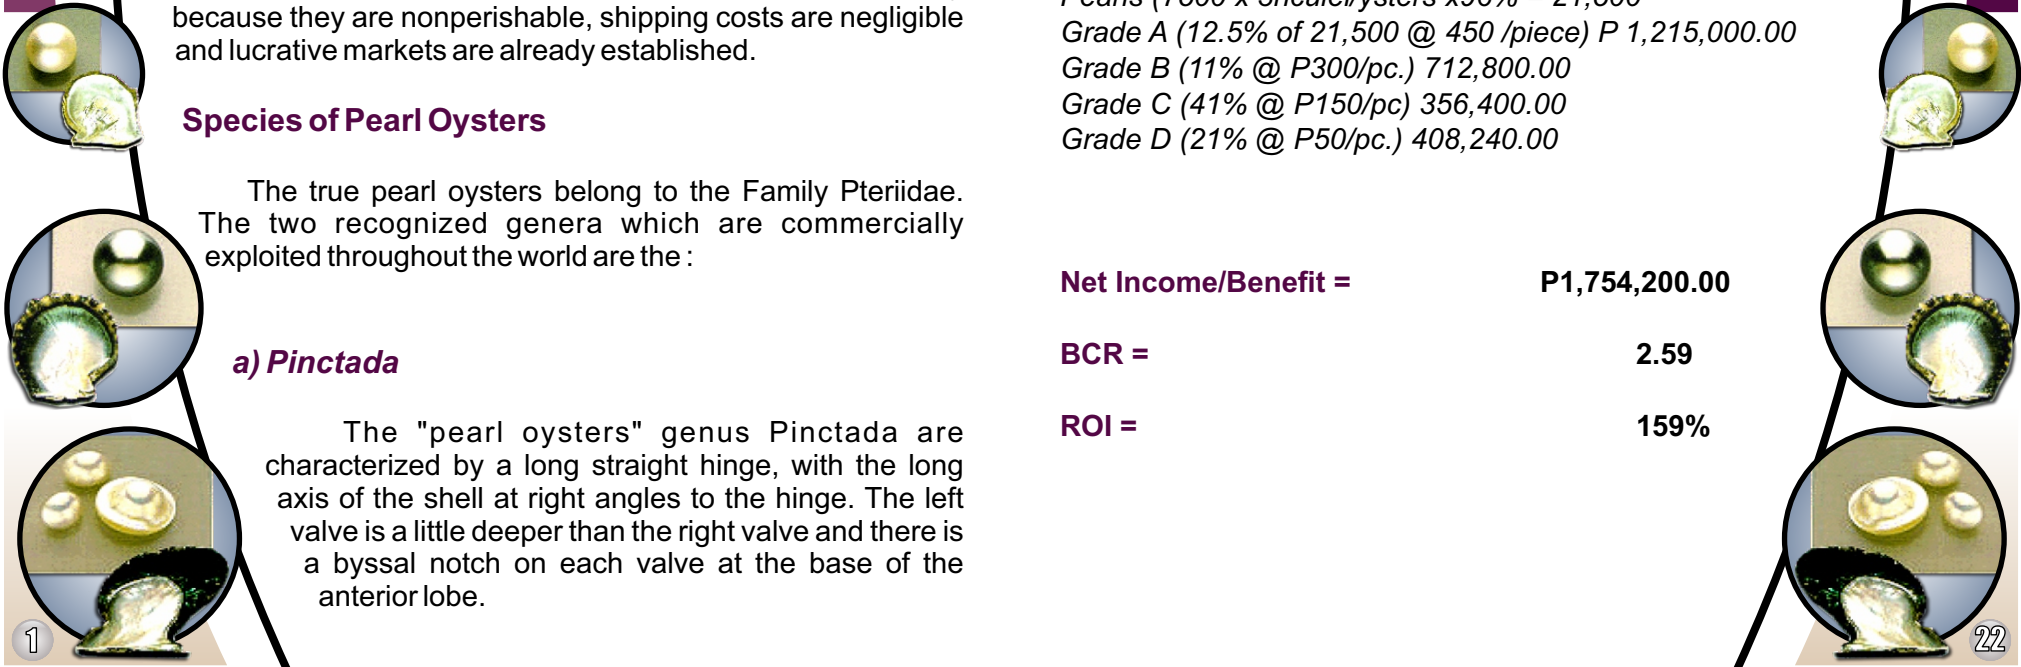 because they are nonperishable, shipping costs are negligible
and lucrative markets are already established.
Species of Pearl Oysters
The true pearl oysters belong to the Family Pteriidae.
The two recognized genera which are commercially
exploited throughout the world are the :
a) Pinctada
The "pearl oysters" genus Pinctada are
characterized by a long straight hinge, with the long
axis of the shell at right angles to the hinge. The left
valve is a little deeper than the right valve and there is
a byssal notch on each valve at the base of the
anterior lobe.
1
Grade A (12.5% of 21,500 @ 450 /piece) P 1,215,000.00
Grade B (11% @ P300/pc.) 712,800.00
Grade C (41% @ P150/pc) 356,400.00
Grade D (21% @ P50/pc.) 408,240.00
Net Income/Benefit = P1,754,200.00
BCR = 2.59
ROI = 159%
22